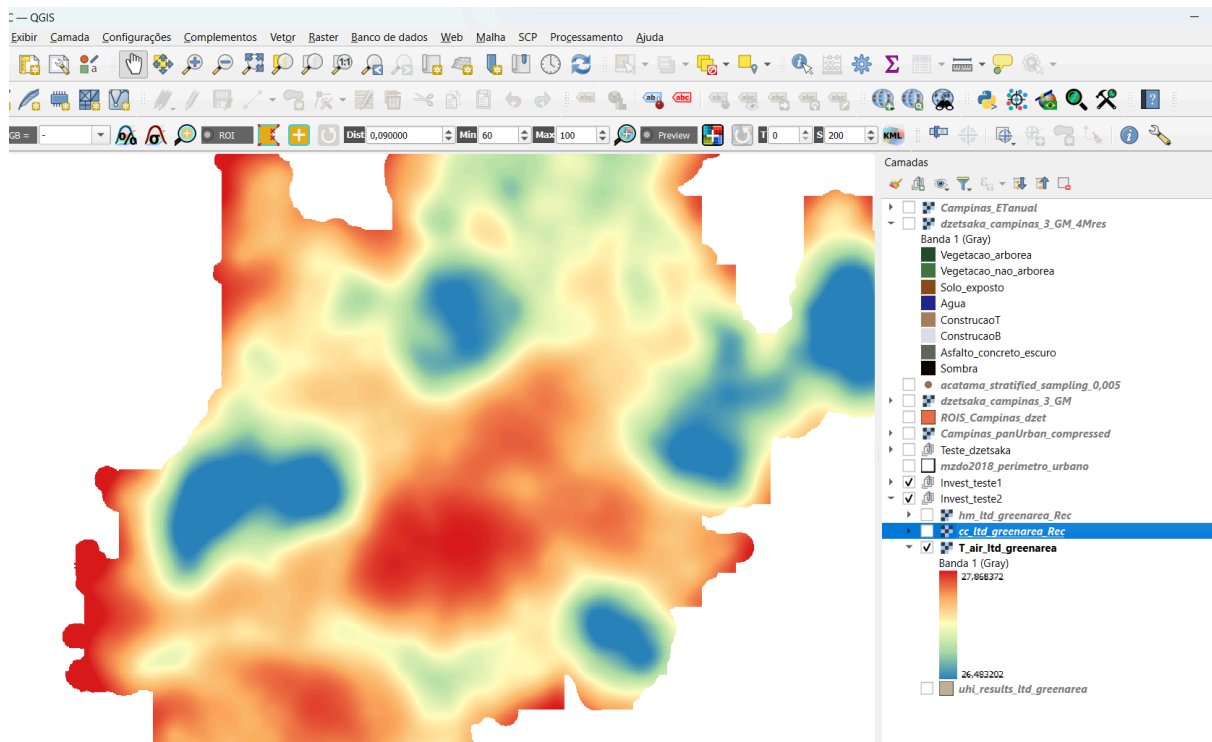 C — QGIS
Exibir Camada Configurações Complementos Vetor Raster Banco de dados Web Malha SCP Processamento Ajuda
GB = - ROI Dist 0,090000 Min 60 Max 100 Preview T 0 S 200 KML
Camadas
Campinas_ETanual
dzetsaka_campinas_3_GM_4Mres
Banda 1 (Gray)
Vegetacao_arborea
Vegetacao_nao_arborea
Solo_exposto
Agua
ConstrucaoT
ConstrucaoB
Asfalto_concreto_escuro
Sombra
acatama_stratified_sampling_0,005
dzetsaka_campinas_3_GM
ROIS_Campinas_dzet
Campinas_panUrban_compressed
Teste_dzetsaka
mzdo2018_perimetro_urbano
Invest_teste1
Invest_teste2
hm_ltd_greenarea_Rec
cc_ltd_greenarea_Rec
T_air_ltd_greenarea
Banda 1 (Gray)
27,868372
26,483202
uhi_results_ltd_greenarea